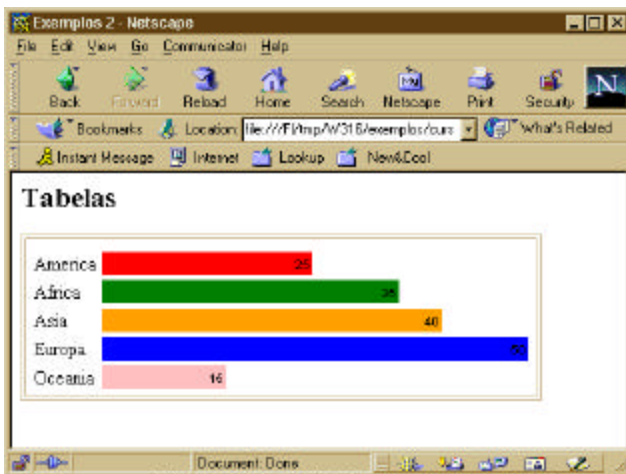 Exemplos 2 - Netscape
File Edit View Go Communicator Help
Back Forward Reload Home Search Netscape Print Security N
Bookmarks Location: file:///F|/tmp/W316/exemplos/curs What's Related
Instant Message Internet Lookup New&Cool
Tabelas
America 25
Africa 35
Asia 40
Europa 50
Oceania
Document: Done